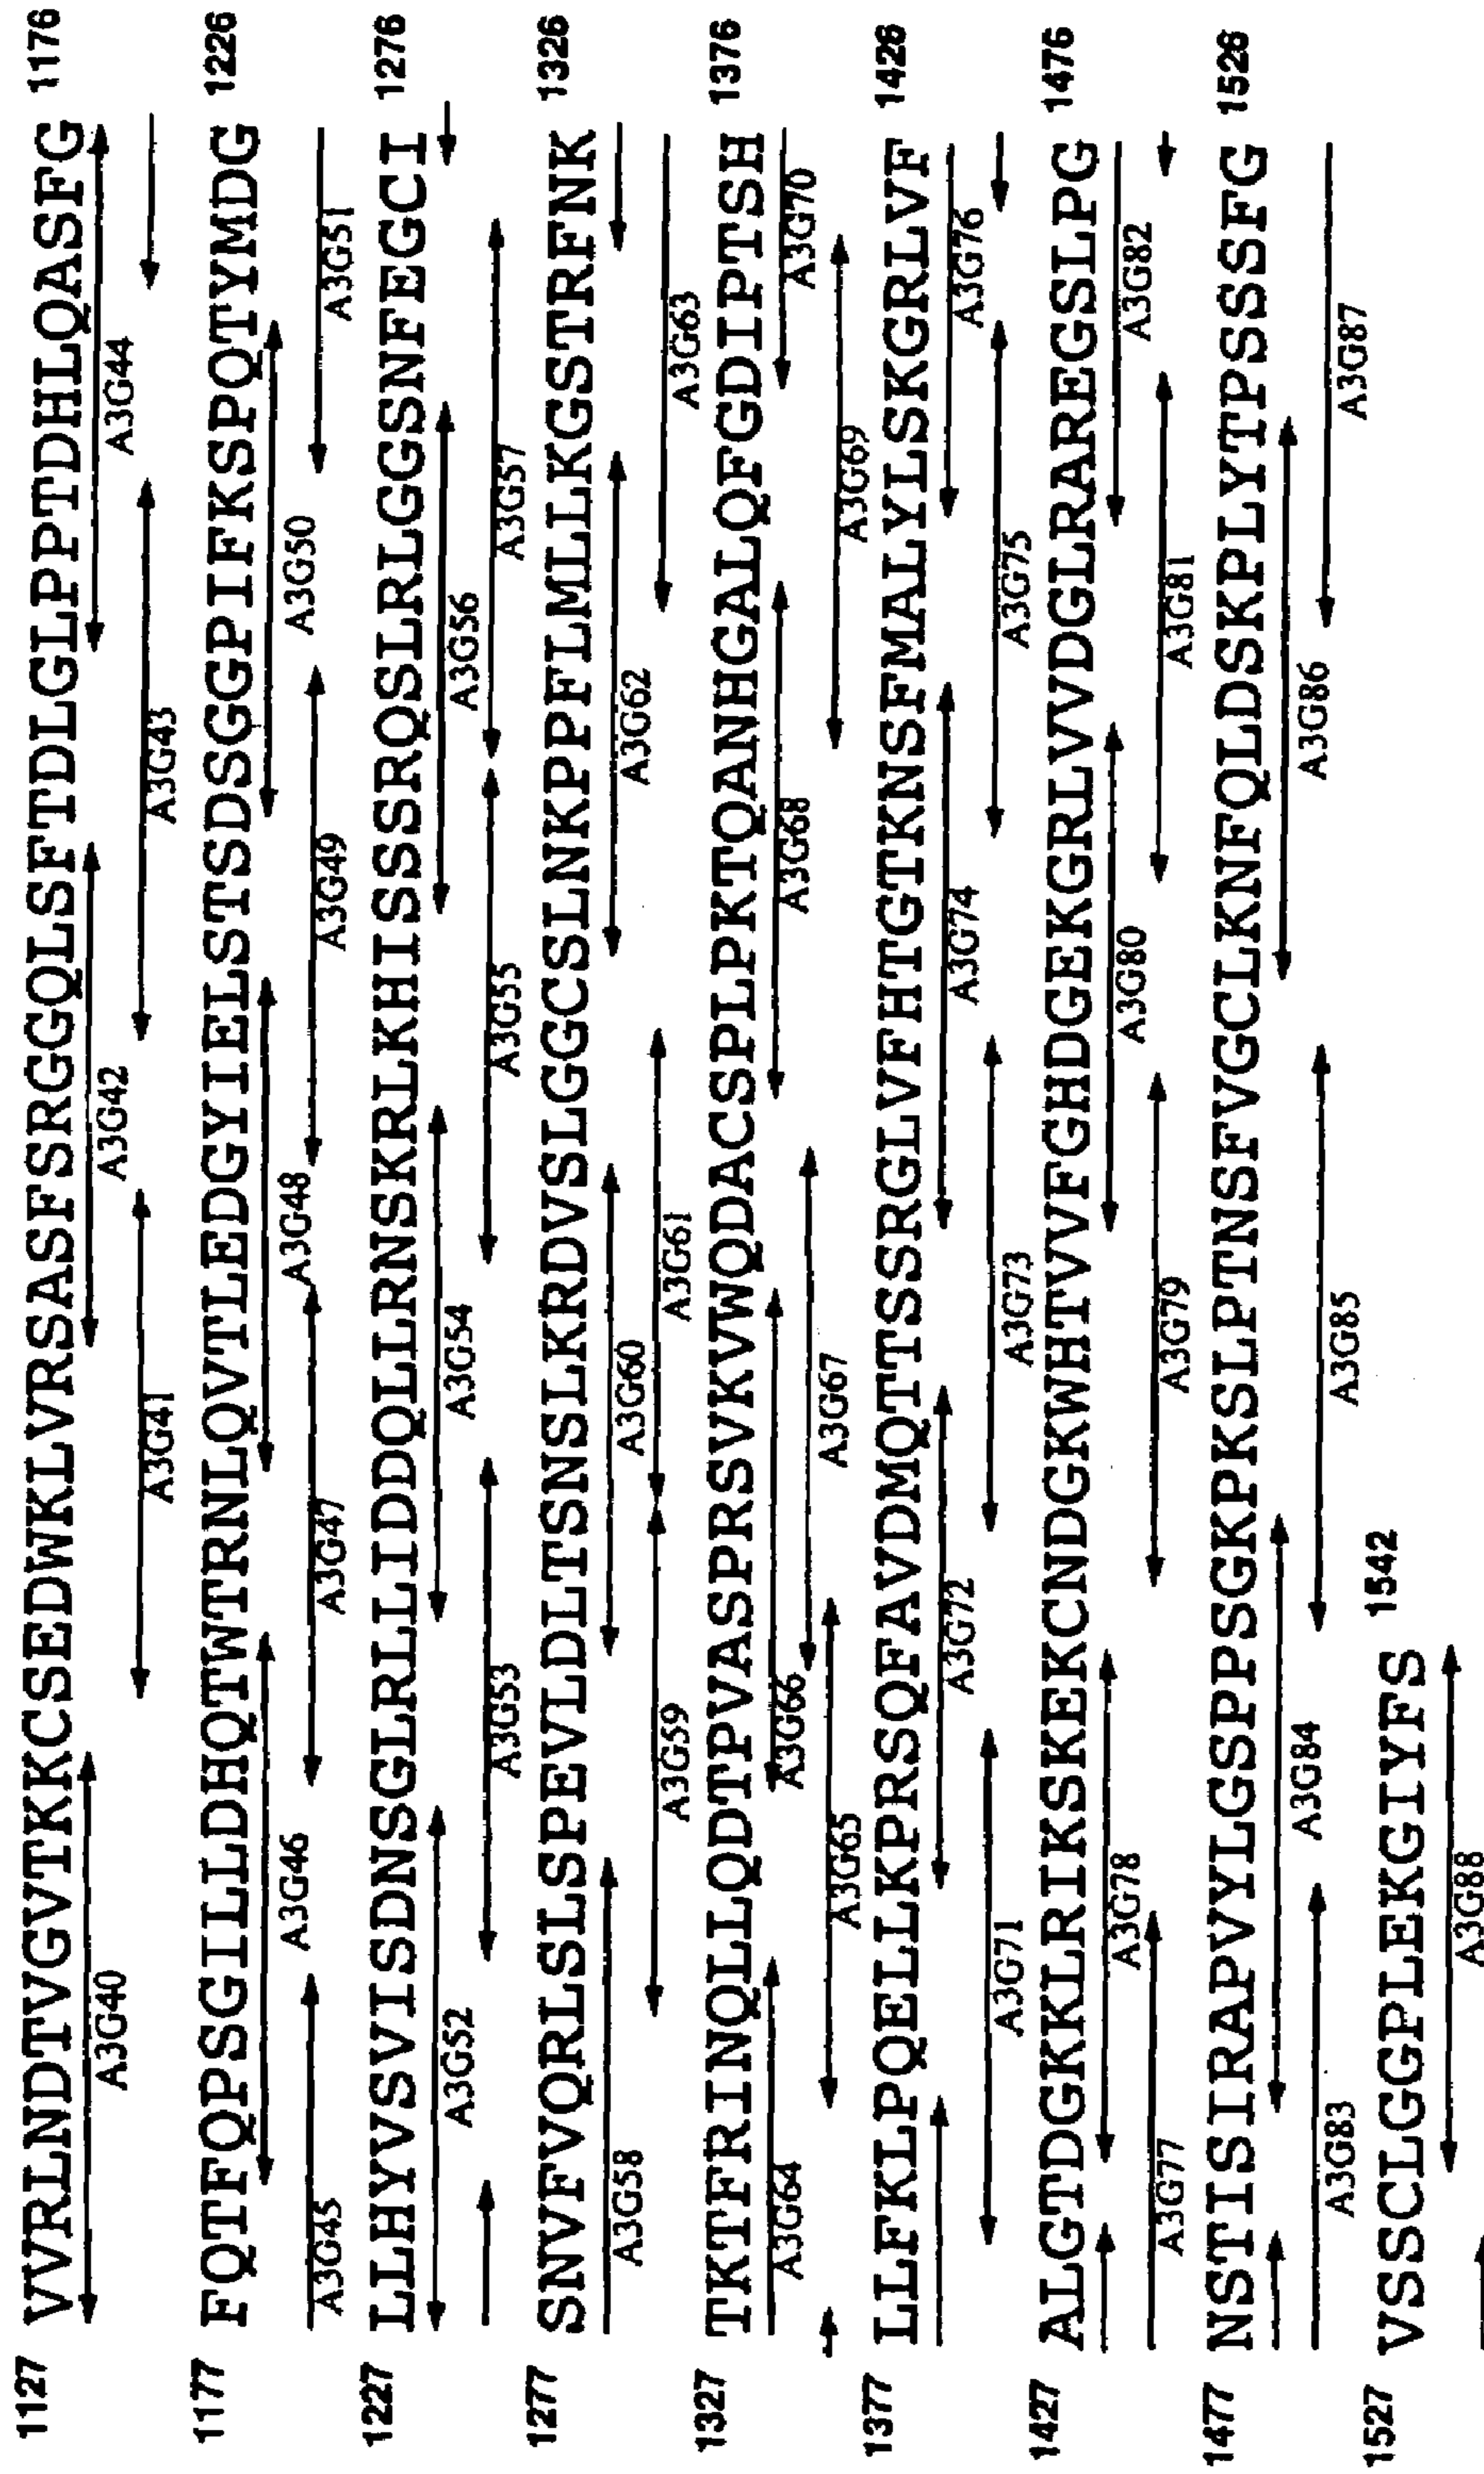 1127 VVRLNDTVGVTKKCSEDWKLVRSASFSRGGQLSFTDLGLPPTDHLQASFG 1176
A3G40 A3G42 A3G44
A3G41 A3G43
1177 FQTFQPSGILLDHQTWTRNLQVTLEDGYIELSTSDSGGPIFKSPQTYMDG 1226
A3G46 A3G48 A3G50
A3G45 A3G47 A3G49 A3G51
1227 LLHYVSVISDNSGLRLLIDDQLLRNSKRLKHISSSRQSLRLGGSNFEGCI 1276
A3G52 A3G54 A3G56
A3G53 A3G55 A3G57
1277 SNVFVQRLSLSPEVLDLTSNSLKRDVSLGGCSLNKPPFLMLLKGSTRFNK 1326
A3G58 A3G60 A3G62
A3G59 A3G61 A3G63
1327 TKTFRINQLLQDTPVASPRSVKVWQDACSPLPKTQANHGALQFGDIPTSH 1376
A3G64 A3G66 A3G68 A3G70
A3G65 A3G67 A3G69
1377 LLFKLPQELLKPRSQFAVDMQTTSSRGLVFHTGTKNSFMALYLSKGRLVF 1426
A3G72 A3G74 A3G76
A3G71 A3G73 A3G75
1427 ALGTDGKKLRIKSKEKCNDGKWHTVVFGHDGEKGRLVVDGLRAREGSLPG 1476
A3G78 A3G80 A3G82
A3G77 A3G79 A3G81
1477 NSTISIRAPVYLGSPPSGKPKSLPTNSFVGCLKNFQLDSKPLYTPSSSFG 1526
A3G84 A3G86
A3G83 A3G85 A3G87
1527 VSSCLGGPLEKGIYFS 1542
A3G88